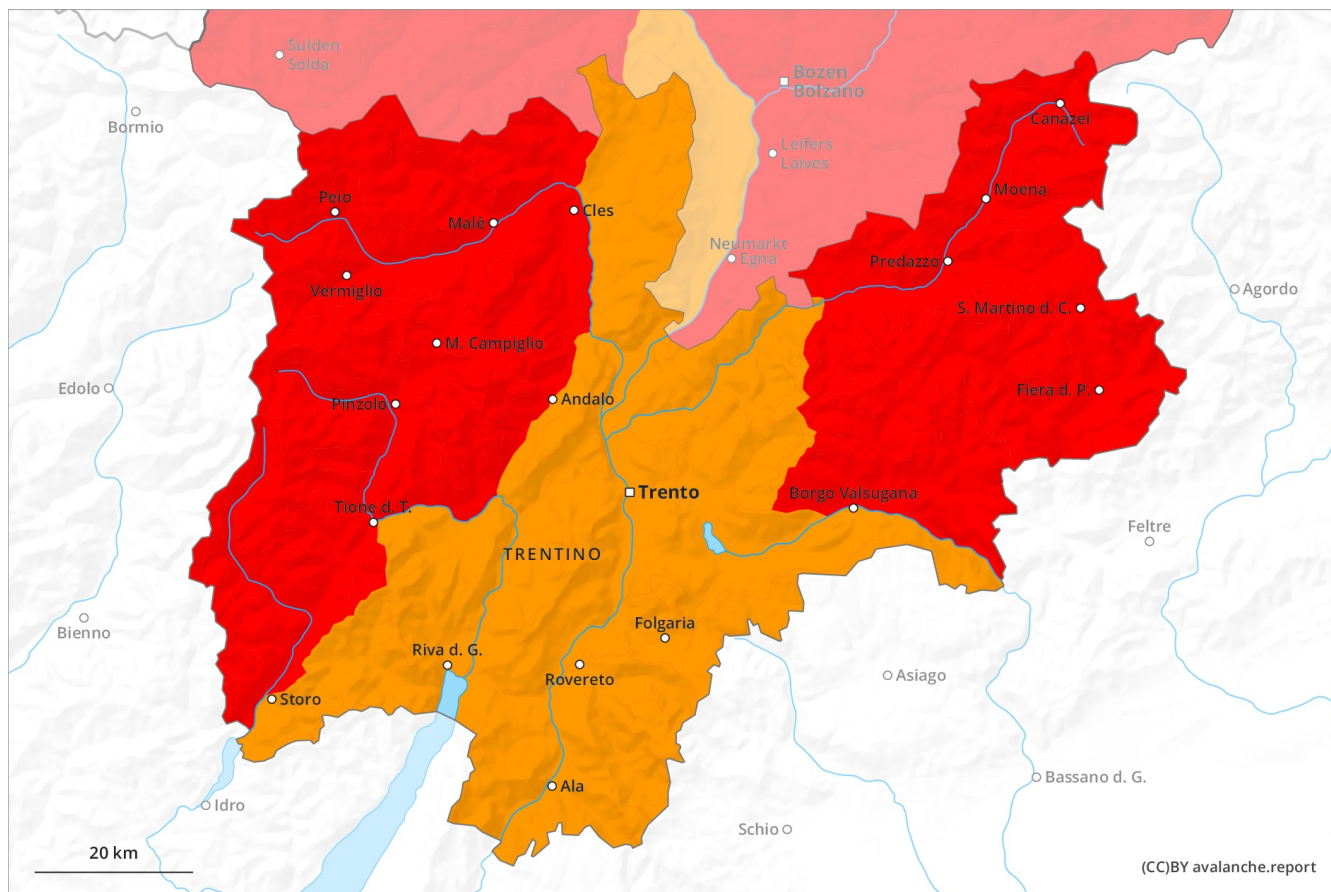 Sulden
Solda
Bozen
Bolzano
Bormio
Canazei
Leifers
Laives
Moena
Pejo
Malè
Cles
Neumarkt
Egna
Predazzo
Vermiglio
Agordo
S. Martino d. C.
M. Campiglio
Edolo
Fiera d. P.
Pinzolo
Andalo
Trento
Borgo Valsugana
Tione d. T.
Feltre
TRENTINO
Bienno
Folgaria
Riva d. G.
Asiago
Rovereto
Storo
Bassano d. G.
Ala
Idro
Schio
20 km
(CC)BY avalanche.report